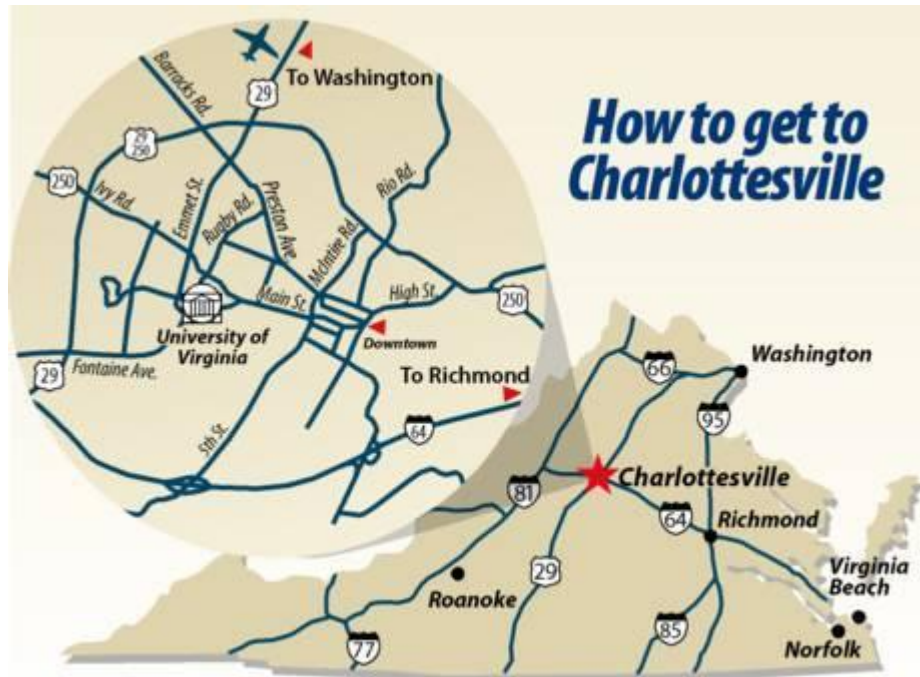 How to get to
Charlottesville
To Washington
Barracks Rd.
29
29
250
250
Ivy Rd.
Emmet St.
Rugby Rd.
Preston Ave
McIntire Rd.
Rio Rd.
Main St.
High St.
250
University of
Virginia
Downtown
Fontaine Ave.
29
To Richmond
64
5th St.
66
Washington
95
Charlottesville
81
64
Richmond
29
Roanoke
Virginia
Beach
77
85
Norfolk